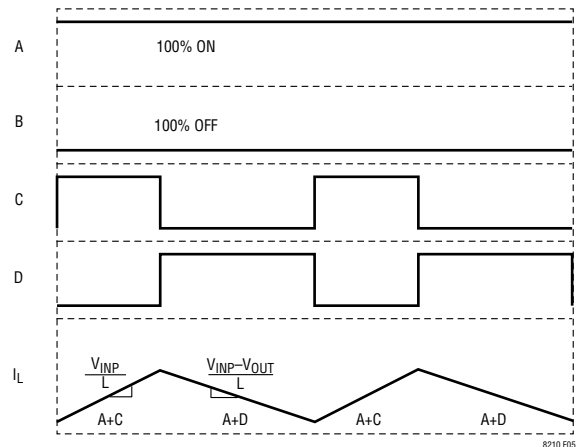 A
100% ON
B
100% OFF
C
D
IL
VINP
L
VINP–VOUT
L
A+C
A+D
A+C
A+D
8210 F05